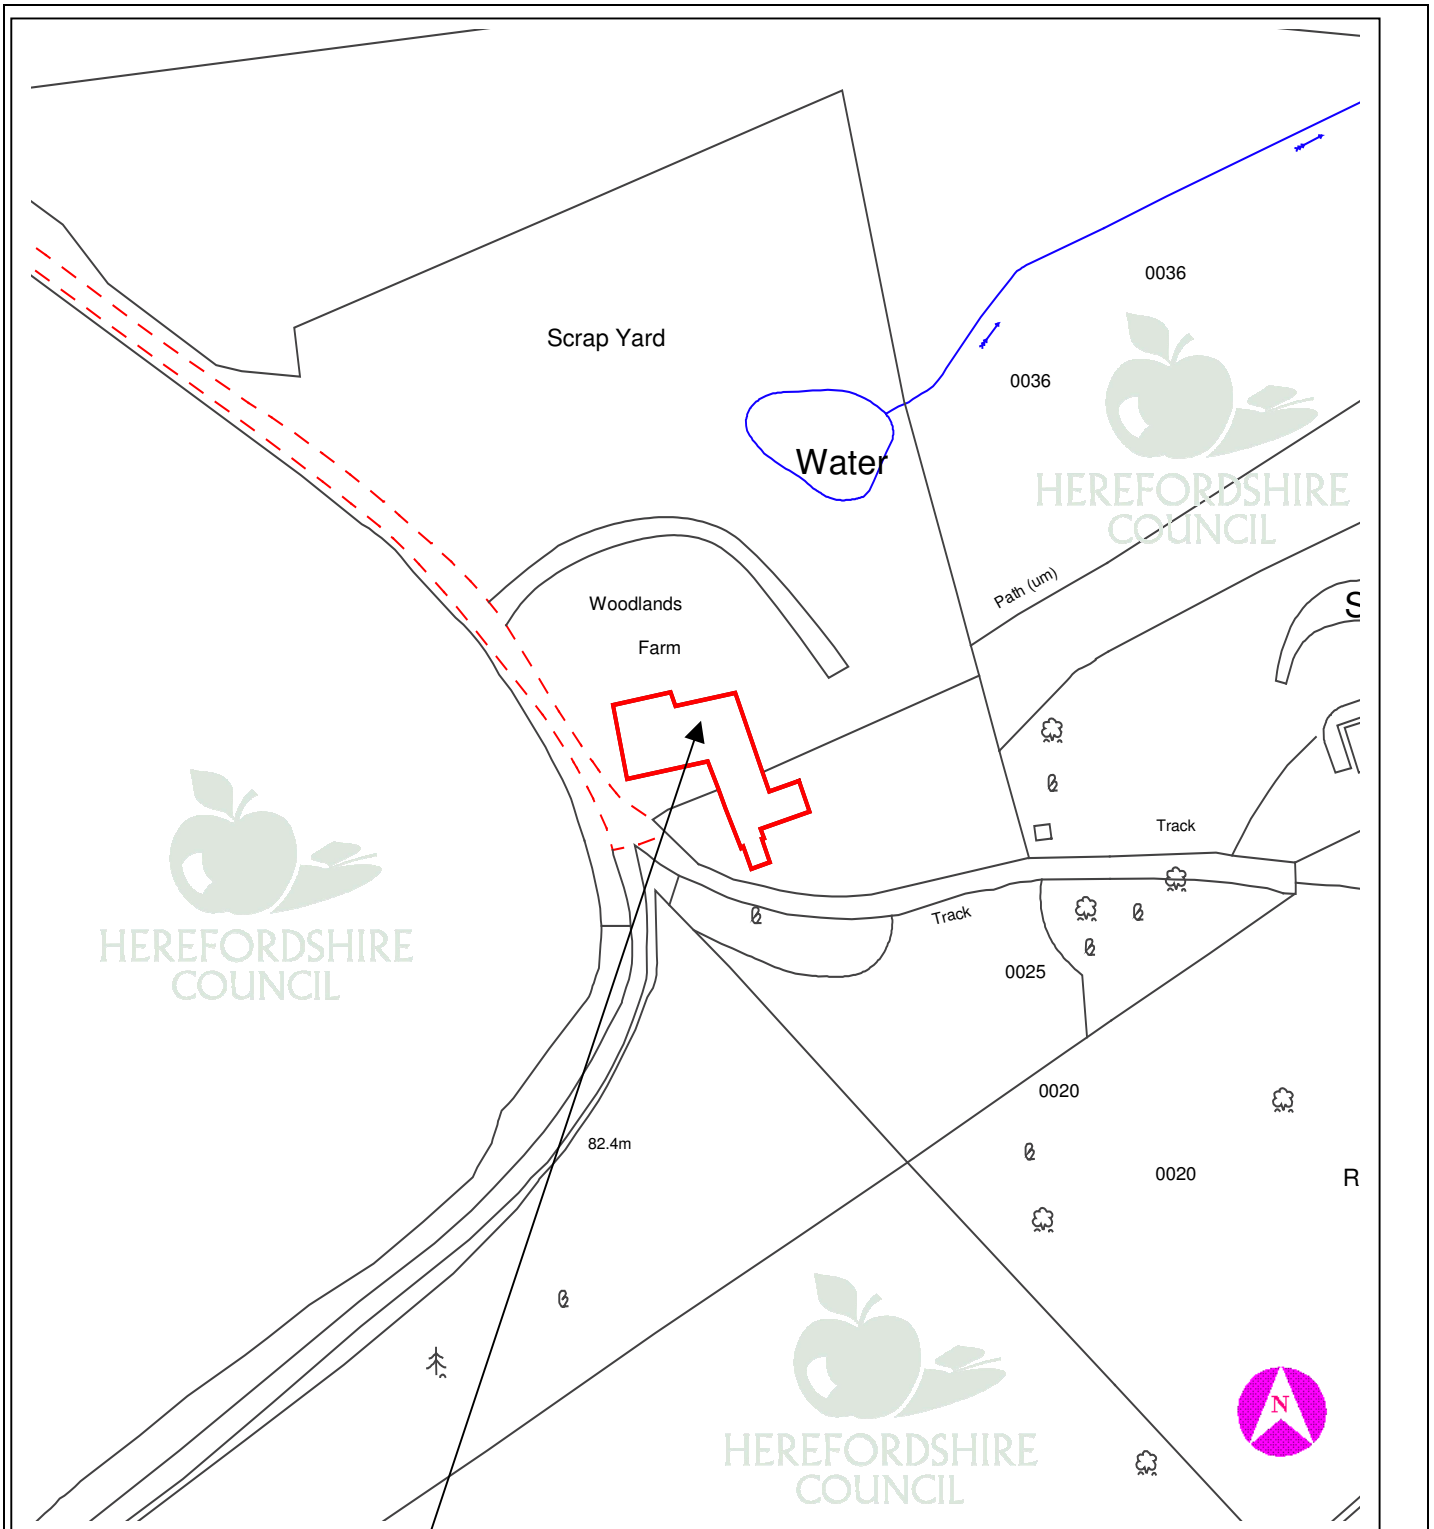 0036
Scrap Yard
0036
Water
HEREFORDSHIRE
COUNCIL
Path (um)
S
Woodlands
Farm
Track
HEREFORDSHIRE
COUNCIL
Track
0025
0020
82.4m
0020
R
N
HEREFORDSHIRE
COUNCIL